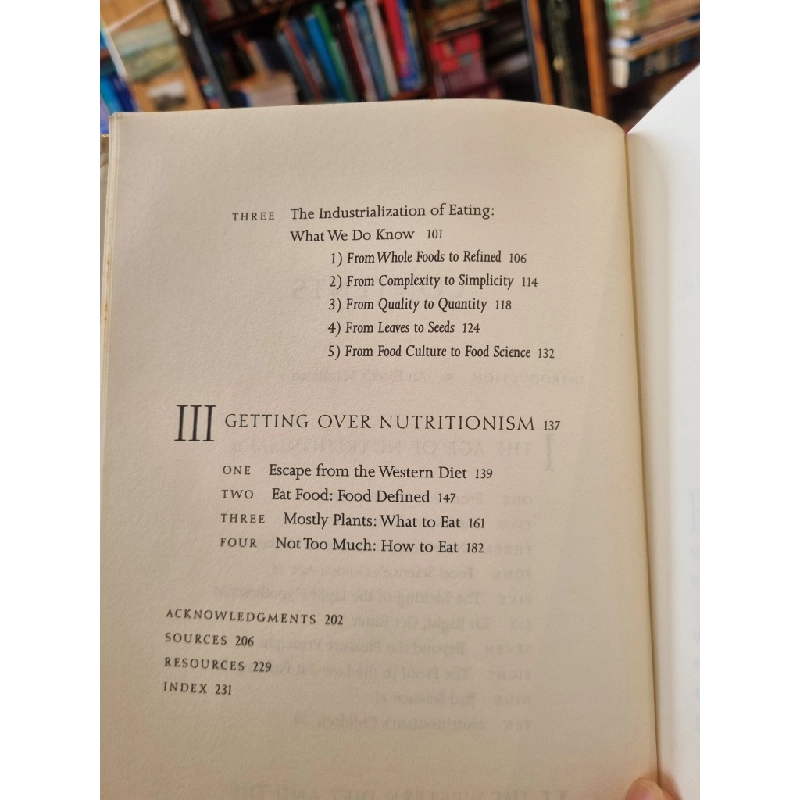 THREE The Industrialization of Eating:
What We Do Know 101
1) From Whole Foods to Refined 106
2) From Complexity to Simplicity 114
3) From Quality to Quantity 118
4) From Leaves to Seeds 124
5) From Food Culture to Food Science 132
III GETTING OVER NUTRITIONISM 137
ONE Escape from the Western Diet 139
TWO Eat Food: Food Defined 147
THREE Mostly Plants: What to Eat 161
FOUR Not Too Much: How to Eat 182
ACKNOWLEDGMENTS 202
SOURCES 206
RESOURCES 229
INDEX 231